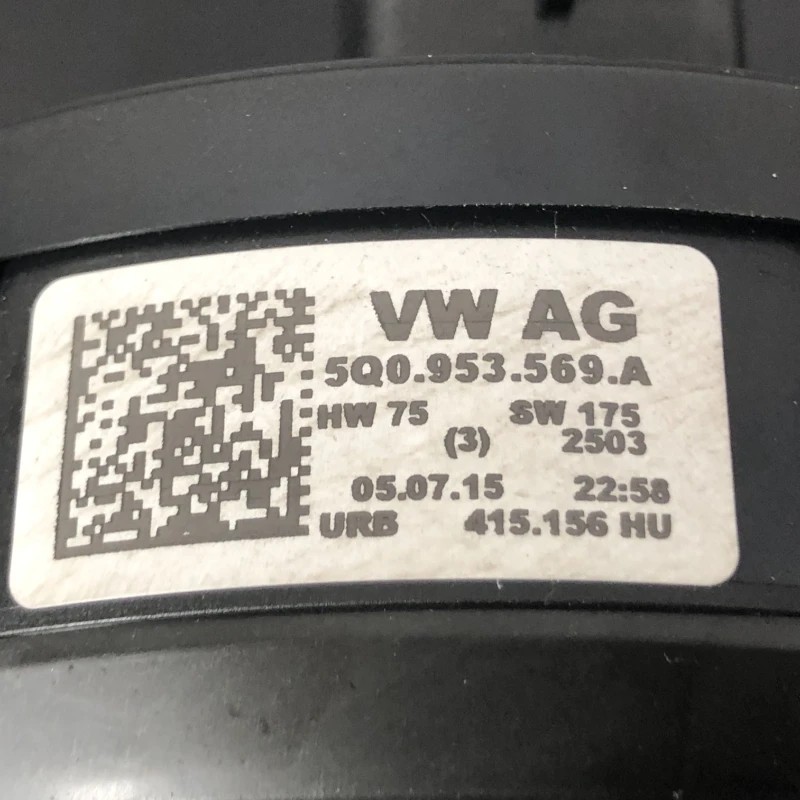 VW AG
5Q0.953.569.A
HW 75 SW 175
(3) 2503
05.07.15 22:58
URB 415.156 HU